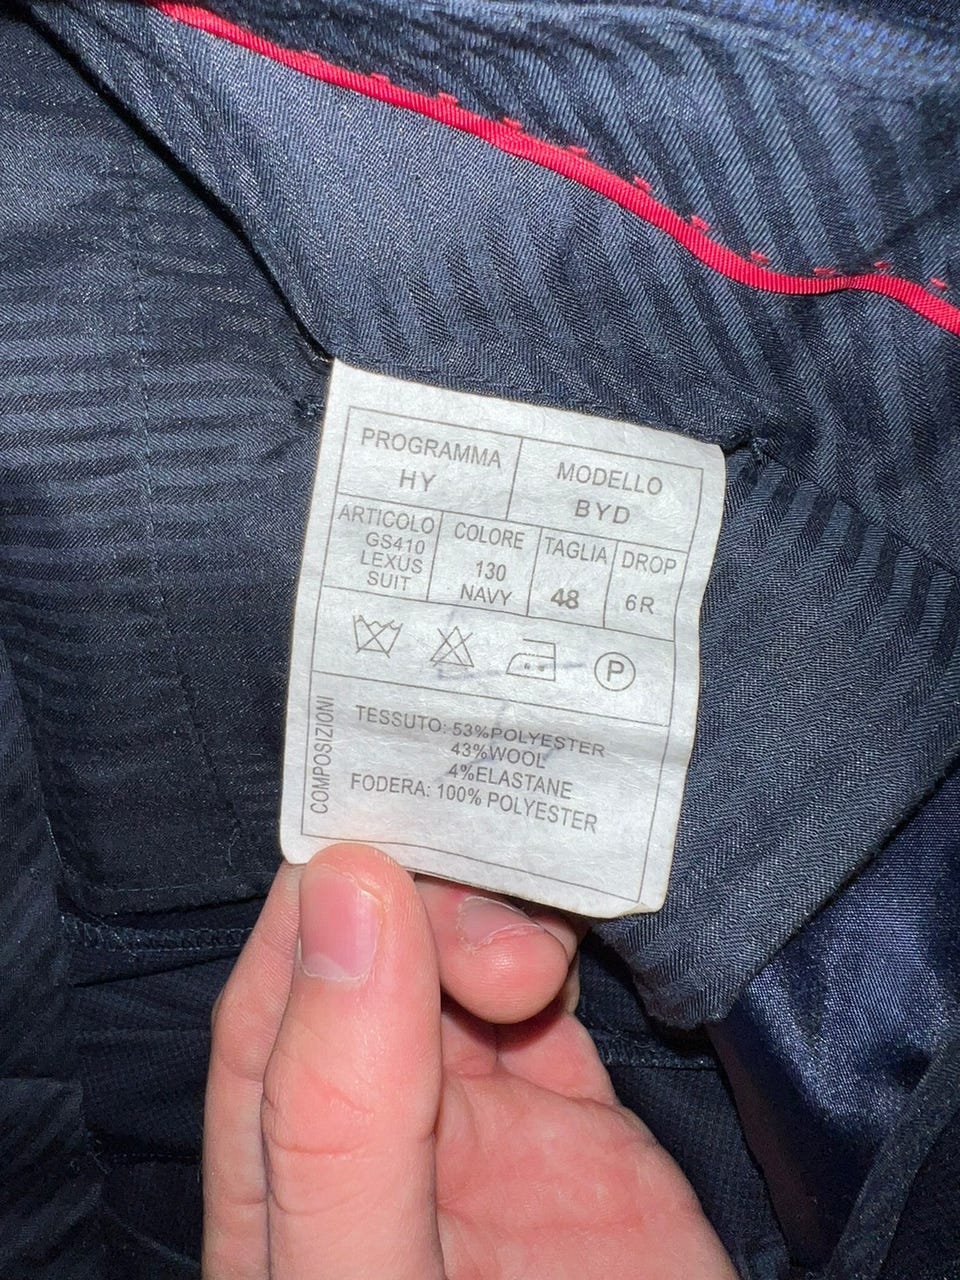 PROGRAMMA
HY
MODELLO
BYD
ARTICOLO
GS410
LEXUS
SUIT
COLORE
130
NAVY
TAGLIA
48
DROP
6R
P
COMPOSIZIONI
TESSUTO: 53%POLYESTER
43%WOOL
4%ELASTANE
FODERA: 100% POLYESTER